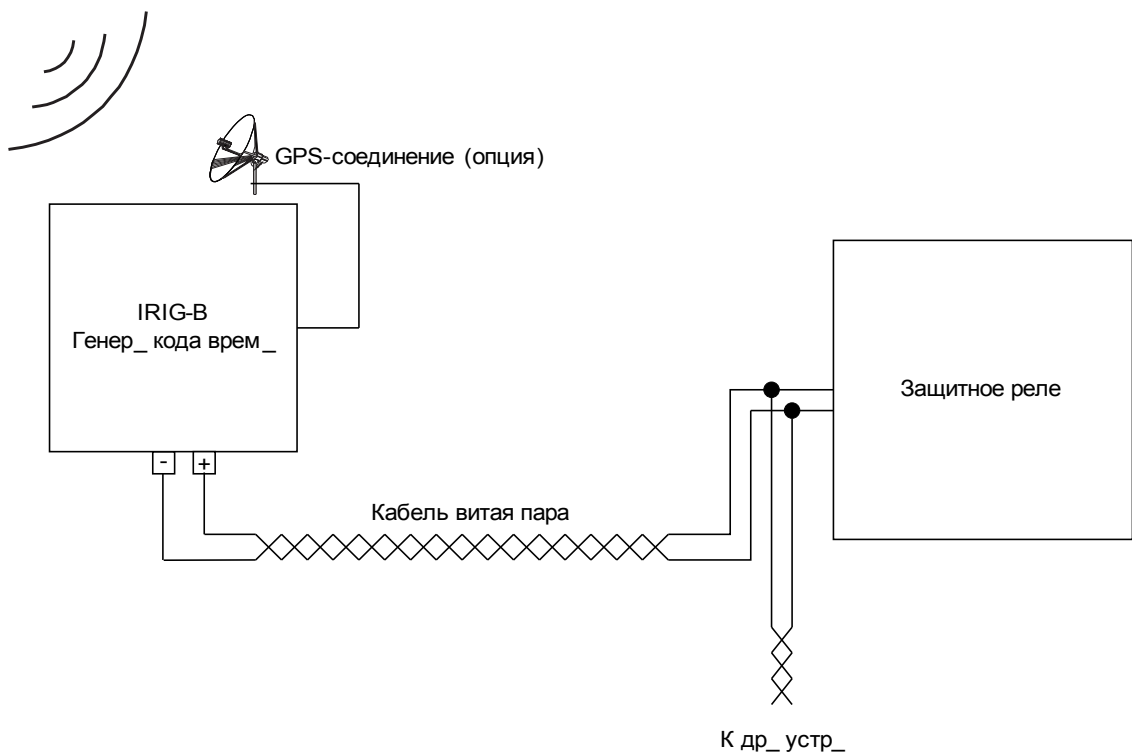 GPS-соединение (опция)
IRIG-B
Генер_ кода врем_
Защитное реле
- +
Кабель витая пара
К др_ устр_